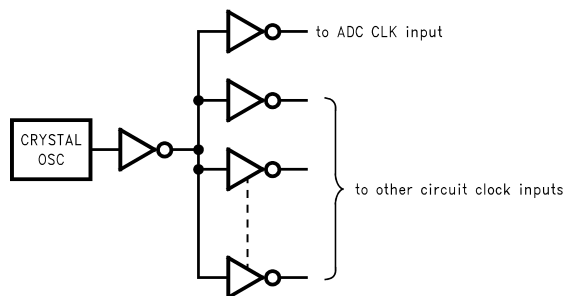 to ADC CLK input
CRYSTAL
OSC
to other circuit clock inputs